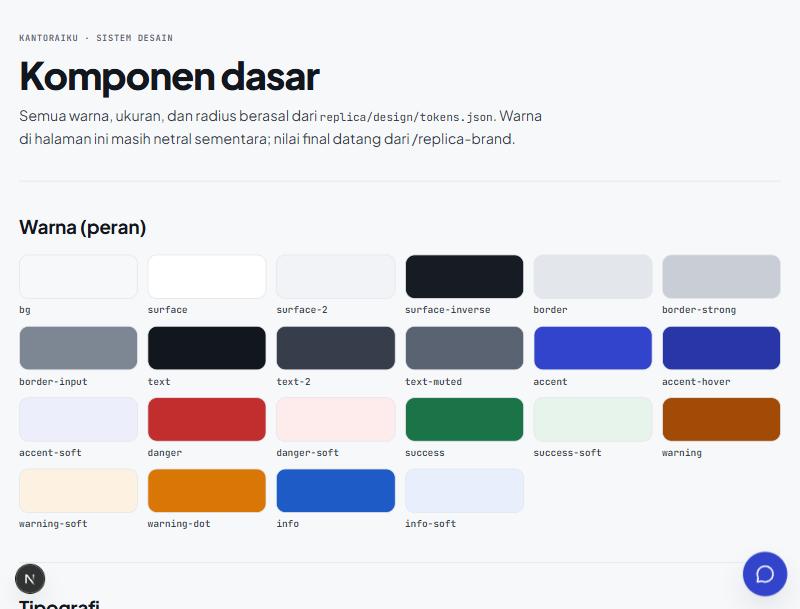 KANTORAIKU · SISTEM DESAIN
Komponen dasar
Semua warna, ukuran, dan radius berasal dari replica/design/tokens.json. Warna
di halaman ini masih netral sementara; nilai final datang dari /replica-brand.
Warna (peran)
bg surface surface-2 surface-inverse border border-strong
border-input text text-2 text-muted accent accent-hover
accent-soft danger danger-soft success success-soft warning
warning-soft warning-dot info info-soft
N
Tipografi